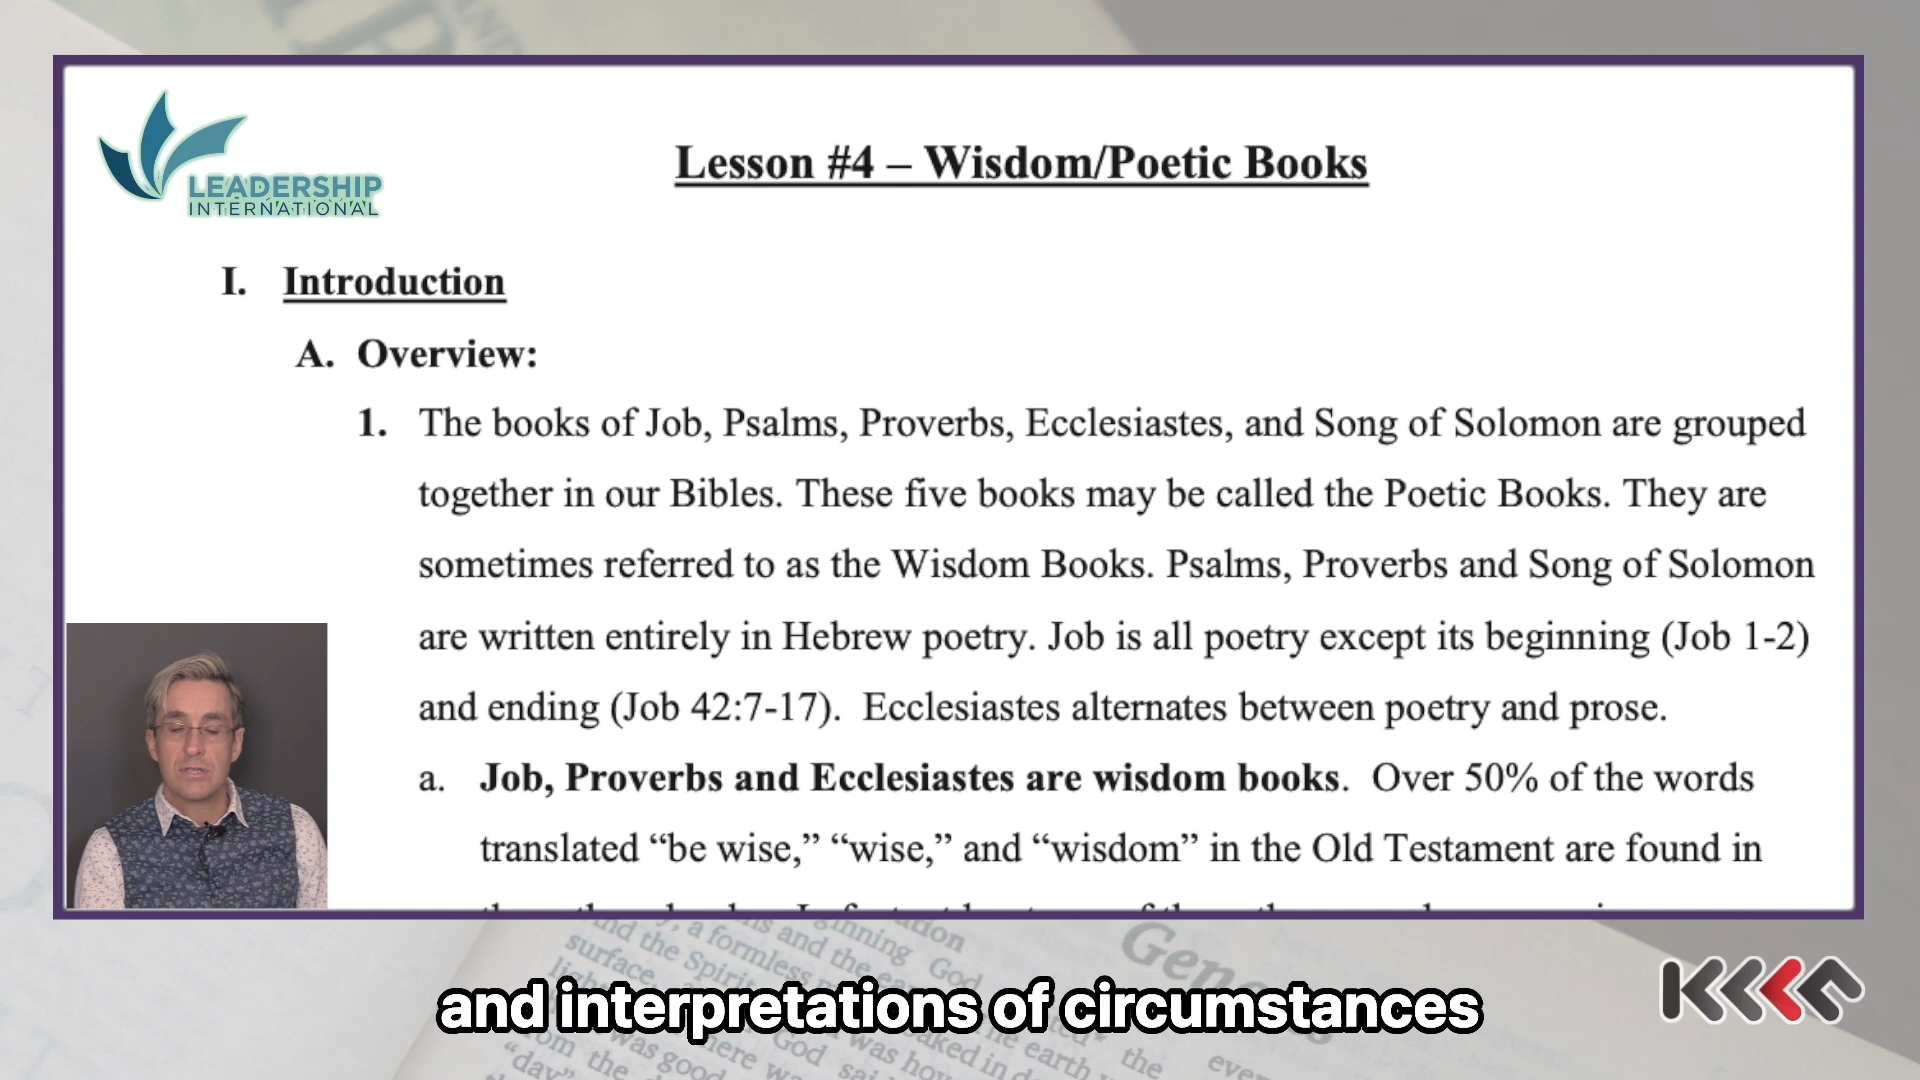 LEADERSHIP
INTERNATIONAL
Lesson #4 – Wisdom/Poetic Books
I. Introduction
A. Overview:
1. The books of Job, Psalms, Proverbs, Ecclesiastes, and Song of Solomon are grouped
together in our Bibles. These five books may be called the Poetic Books. They are
sometimes referred to as the Wisdom Books. Psalms, Proverbs and Song of Solomon
are written entirely in Hebrew poetry. Job is all poetry except its beginning (Job 1-2)
and ending (Job 42:7-17). Ecclesiastes alternates between poetry and prose.
a. Job, Proverbs and Ecclesiastes are wisdom books. Over 50% of the words
translated “be wise,” “wise,” and “wisdom” in the Old Testament are found in
and interpretations of circumstances